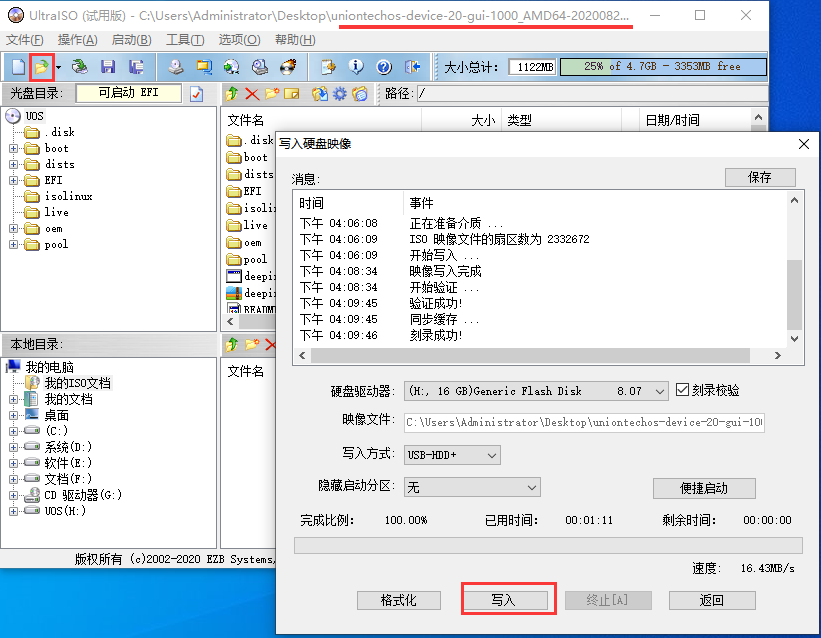 UltraISO (试用版) - C:\Users\Administrator\Desktop\uniontechos-device-20-gui-1000_AMD64-2020082...
文件(F) 操作(A) 启动(B) 工具(T) 选项(O) 帮助(H)
大小总计: 1122MB 25% of 4.7GB - 3353MB free
光盘目录: 可启动 EFI 路径: /
UOS
.disk
boot
dists
EFI
isolinux
live
oem
pool
文件名 大小 类型 日期/时间
.disk
boot
dists
EFI
isolin
live
oem
pool
deepin
deepin
README
本地目录:
我的电脑
我的ISO文档
我的文档
桌面
(C:)
系统(D:)
软件(E:)
文档(F:)
CD 驱动器(G:)
UOS(H:)
文件名
版权所有 (c)2002-2020 EZB Systems,
写入硬盘映像
消息: 保存
时间 事件
下午 04:06:08 正在准备介质 ...
下午 04:06:09 ISO 映像文件的扇区数为 2332672
下午 04:06:09 开始写入 ...
下午 04:08:34 映像写入完成
下午 04:08:34 开始验证 ...
下午 04:09:45 验证成功!
下午 04:09:45 同步缓存 ...
下午 04:09:46 刻录成功!
硬盘驱动器: (H:, 16 GB)Generic Flash Disk 8.07 刻录校验
映像文件: C:\Users\Administrator\Desktop\uniontechos-device-20-gui-10
写入方式: USB-HDD+
隐藏启动分区: 无 便捷启动
完成比例: 100.00% 已用时间: 00:01:11 剩余时间: 00:00:00
速度: 16.43MB/s
格式化 写入 终止[A] 返回